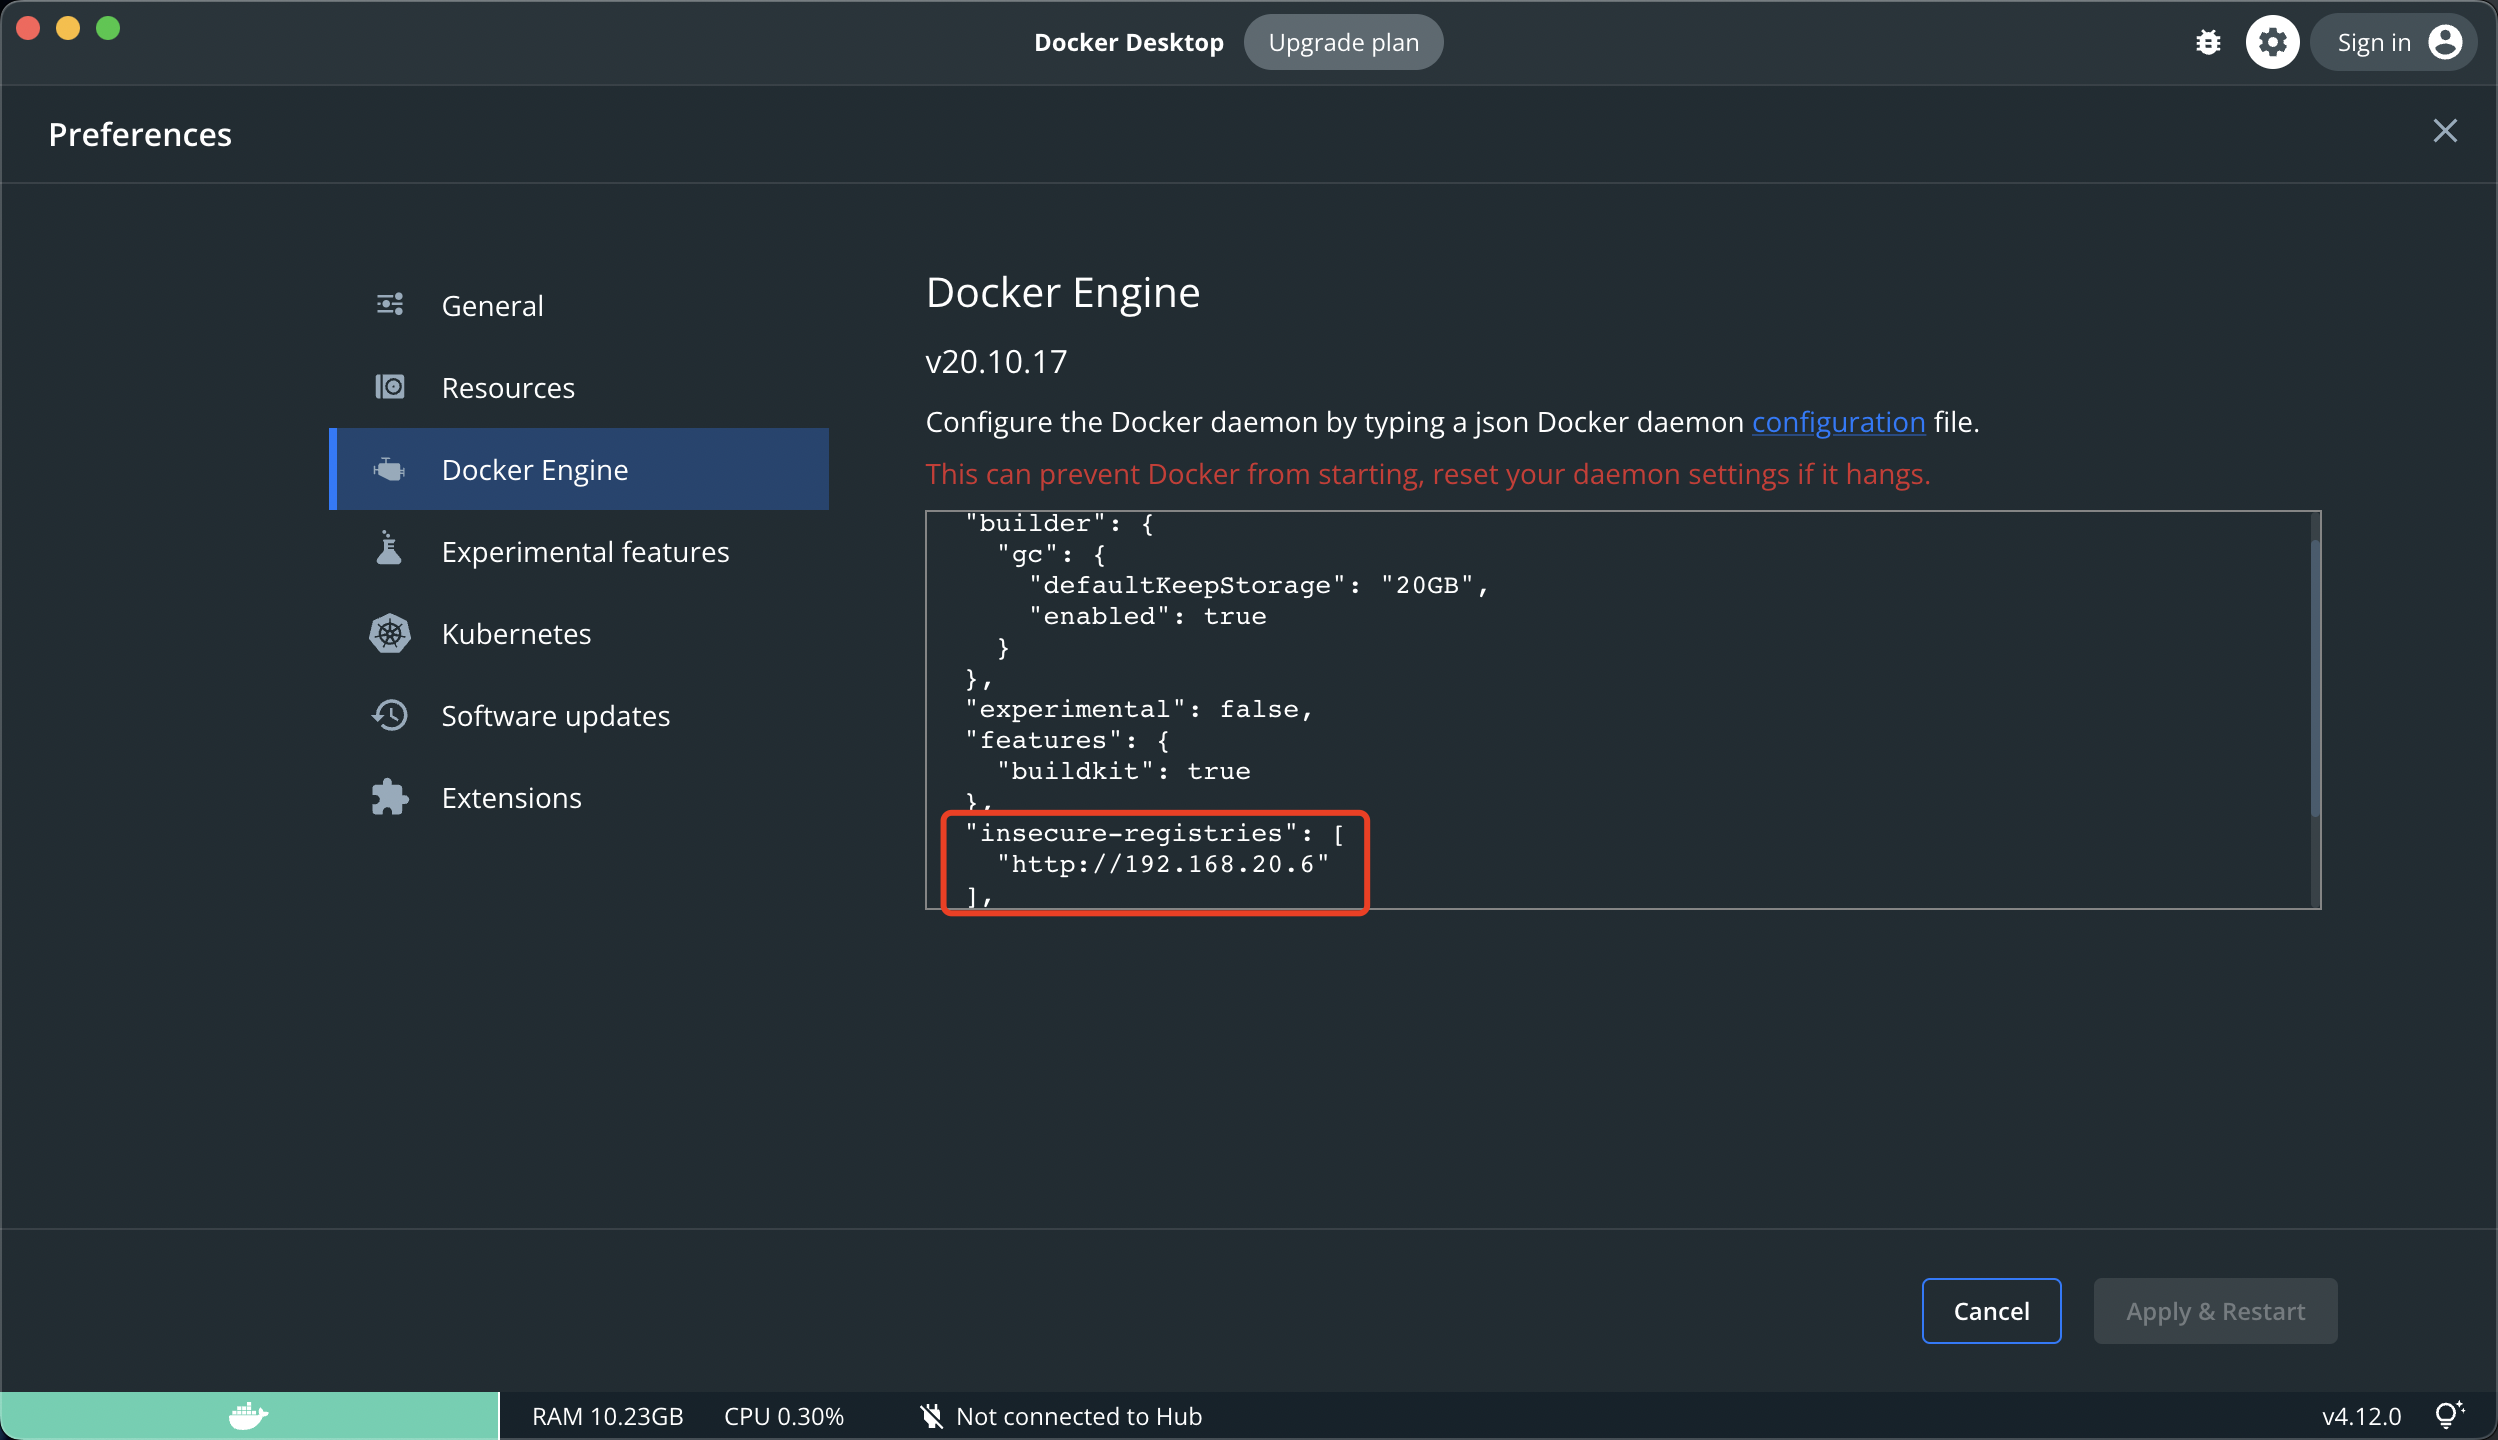 Docker Desktop
Upgrade plan
Sign in
Preferences
General
Resources
Docker Engine
Experimental features
Kubernetes
Software updates
Extensions
Docker Engine
v20.10.17
Configure the Docker daemon by typing a json Docker daemon configuration file.
This can prevent Docker from starting, reset your daemon settings if it hangs.
"builder": {
"gc": {
"defaultKeepStorage": "20GB",
"enabled": true
}
},
"experimental": false,
"features": {
"buildkit": true
},
"insecure-registries": [
"http://192.168.20.6"
],
Cancel
Apply & Restart
RAM 10.23GB
CPU 0.30%
Not connected to Hub
v4.12.0